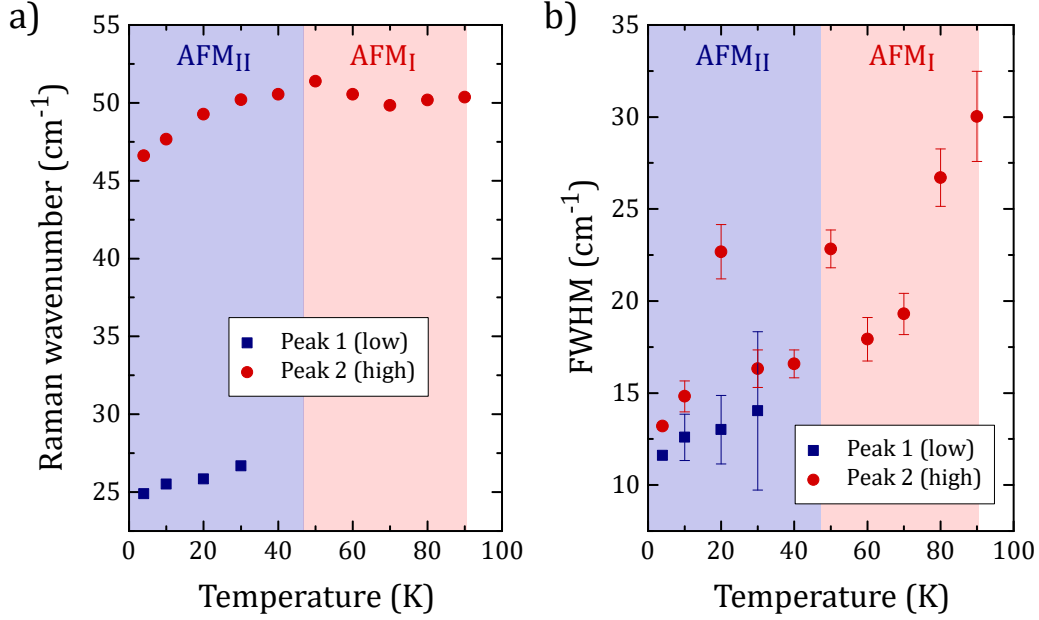 a)
AFM_II
AFM_I
Raman wavenumber (cm⁻¹)
55
50
45
40
35
30
25
Peak 1 (low)
Peak 2 (high)
0 20 40 60 80 100
Temperature (K)
b)
AFM_II
AFM_I
FWHM (cm⁻¹)
35
30
25
20
15
10
Peak 1 (low)
Peak 2 (high)
0 20 40 60 80 100
Temperature (K)